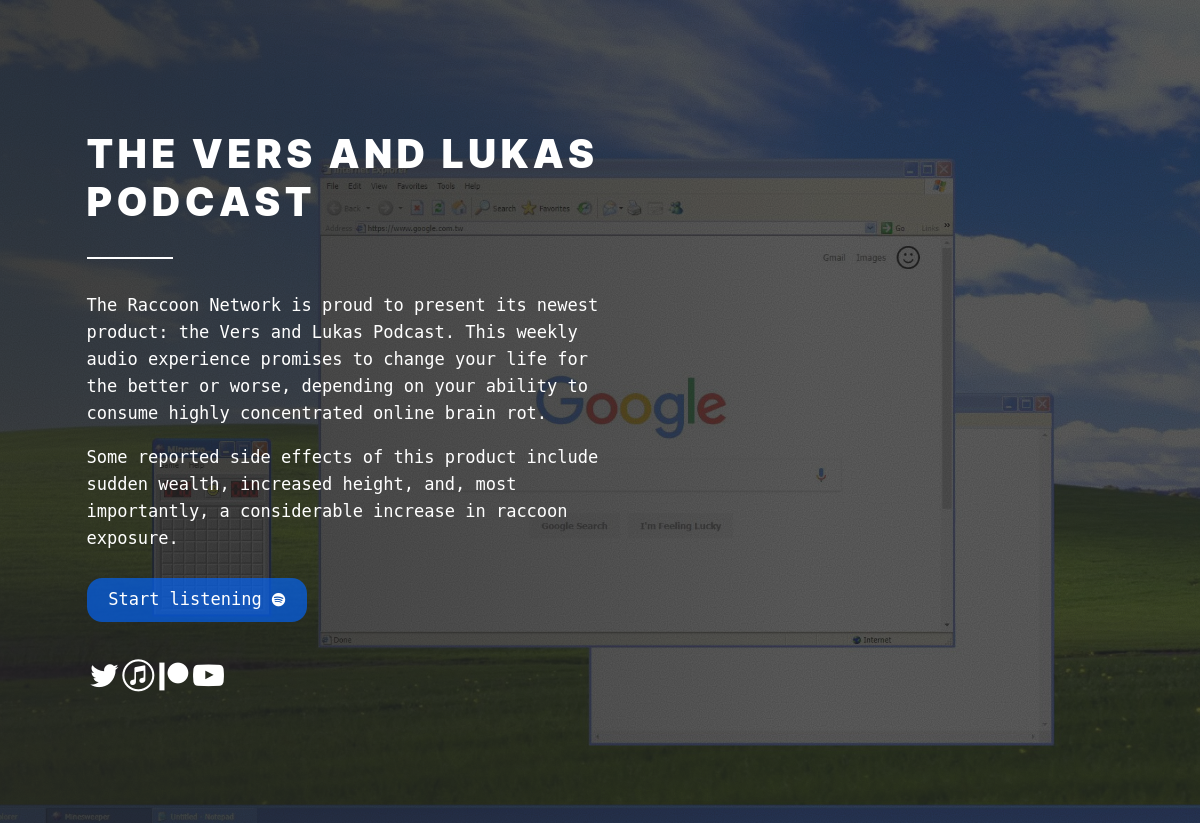 THE VERS AND LUKAS
PODCAST
The Raccoon Network is proud to present its newest
product: the Vers and Lukas Podcast. This weekly
audio experience promises to change your life for
the better or worse, depending on your ability to
consume highly concentrated online brain rot.
Some reported side effects of this product include
sudden wealth, increased height, and, most
importantly, a considerable increase in raccoon
exposure.
Start listening
File Edit View Favorites Tools Help
Back Search Favorites
Address https://www.google.com.tw Go Links »
Gmail Images
Google
Google Search I'm Feeling Lucky
Done Internet
Help
Minesweeper Untitled - Notepad